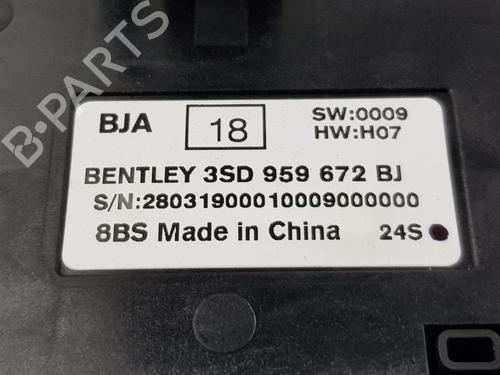 B-PARTS
BJA 18 SW:0009
HW:H07
BENTLEY 3SD 959 672 BJ
S/N:28031900010009000000
8BS Made in China 24S